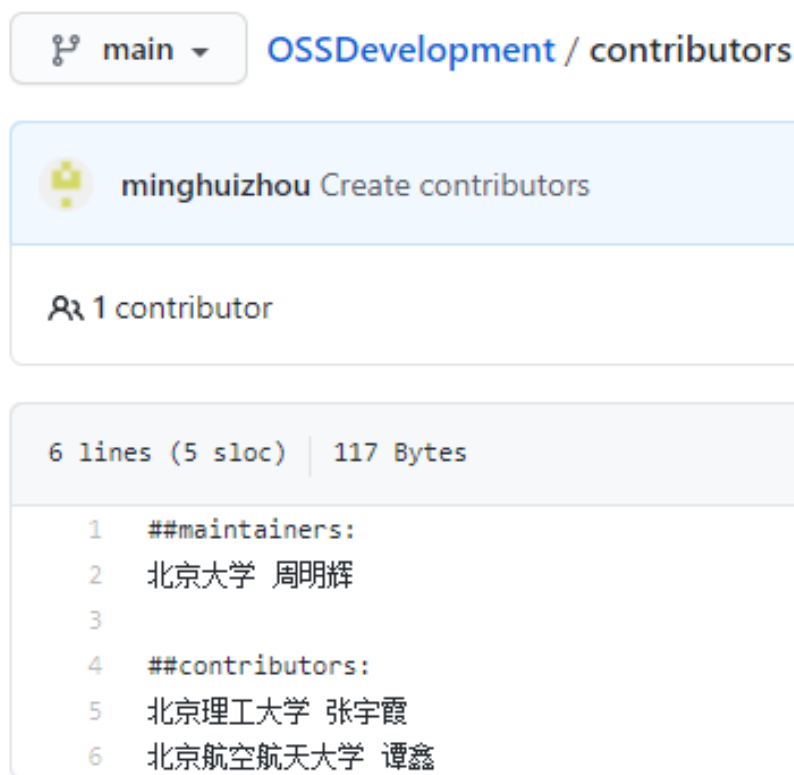 main
OSSDevelopment / contributors
minghuizhou Create contributors
1 contributor
6 lines (5 sloc) 117 Bytes
1 ##maintainers:
2 北京大学 周明辉
3
4 ##contributors:
5 北京理工大学 张宇霞
6 北京航空航天大学 谭鑫